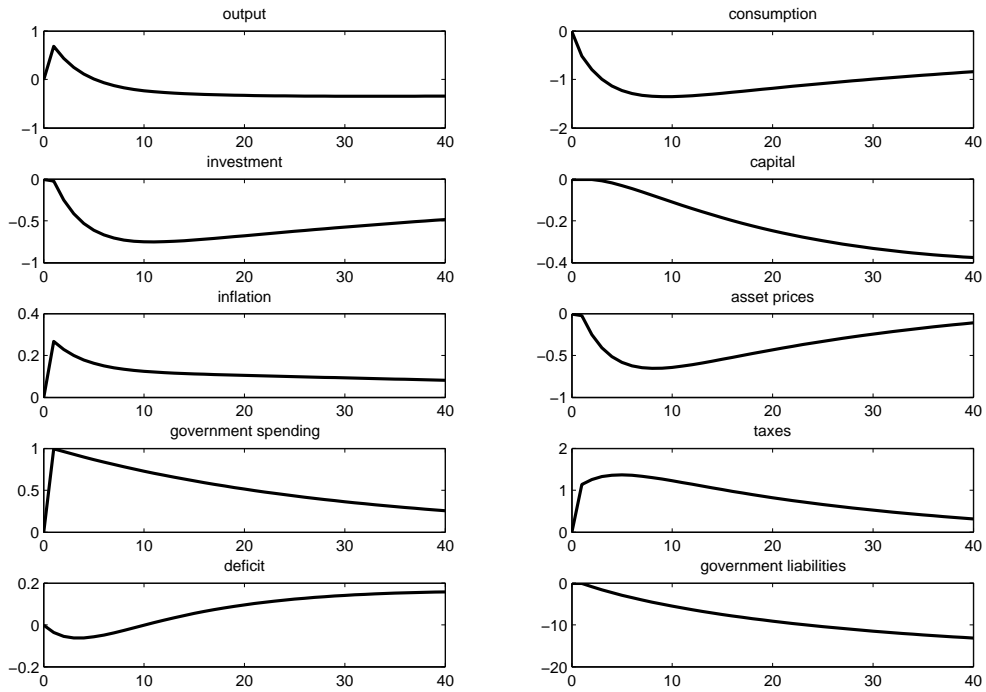 output
1
0
−1
0 10 20 30 40
consumption
0
−1
−2
0 10 20 30 40
investment
0
−0.5
−1
0 10 20 30 40
capital
0
−0.2
−0.4
0 10 20 30 40
inflation
0.4
0.2
0
0 10 20 30 40
asset prices
0
−0.5
−1
0 10 20 30 40
government spending
1
0.5
0
0 10 20 30 40
taxes
2
1
0
0 10 20 30 40
deficit
0.2
0
−0.2
0 10 20 30 40
government liabilities
0
−10
−20
0 10 20 30 40